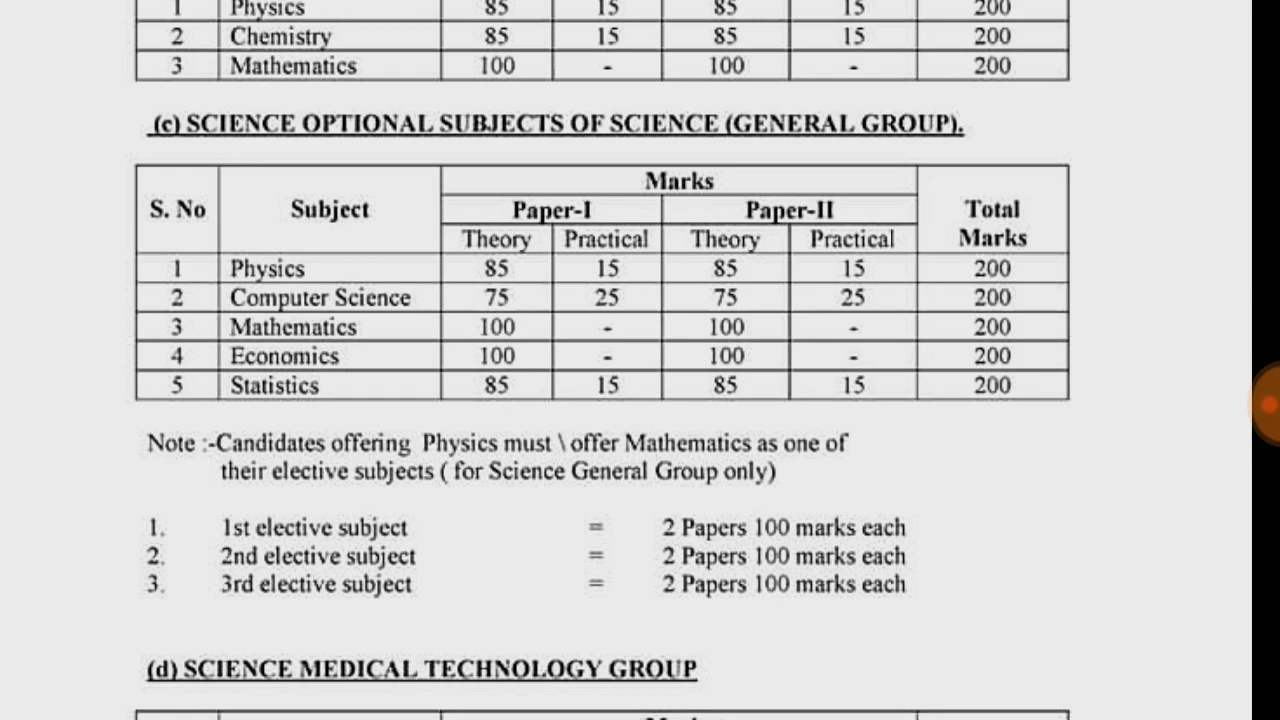 1 Physics 85 15 85 15 200
2 Chemistry 85 15 85 15 200
3 Mathematics 100 - 100 - 200
(c) SCIENCE OPTIONAL SUBJECTS OF SCIENCE (GENERAL GROUP).
Marks
S. No Subject Paper-I Paper-II Total
Theory Practical Theory Practical Marks
1 Physics 85 15 85 15 200
2 Computer Science 75 25 75 25 200
3 Mathematics 100 - 100 - 200
4 Economics 100 - 100 - 200
5 Statistics 85 15 85 15 200
Note :-Candidates offering Physics must \ offer Mathematics as one of
their elective subjects ( for Science General Group only)
1. 1st elective subject = 2 Papers 100 marks each
2. 2nd elective subject = 2 Papers 100 marks each
3. 3rd elective subject = 2 Papers 100 marks each
(d) SCIENCE MEDICAL TECHNOLOGY GROUP